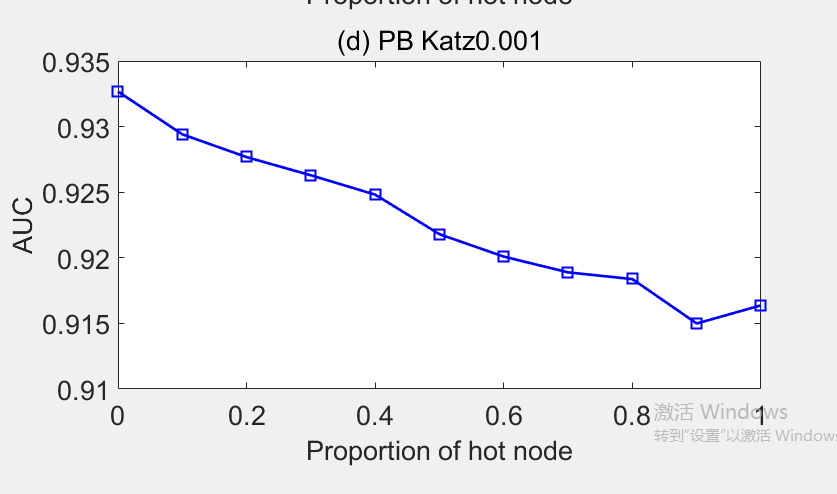 Proportion of hot node
(d) PB Katz0.001
0.935
0.93
0.925
0.92
0.915
0.91
AUC
0 0.2 0.4 0.6 0.8 1
Proportion of hot node
激活 Windows
转到“设置”以激活 Windows